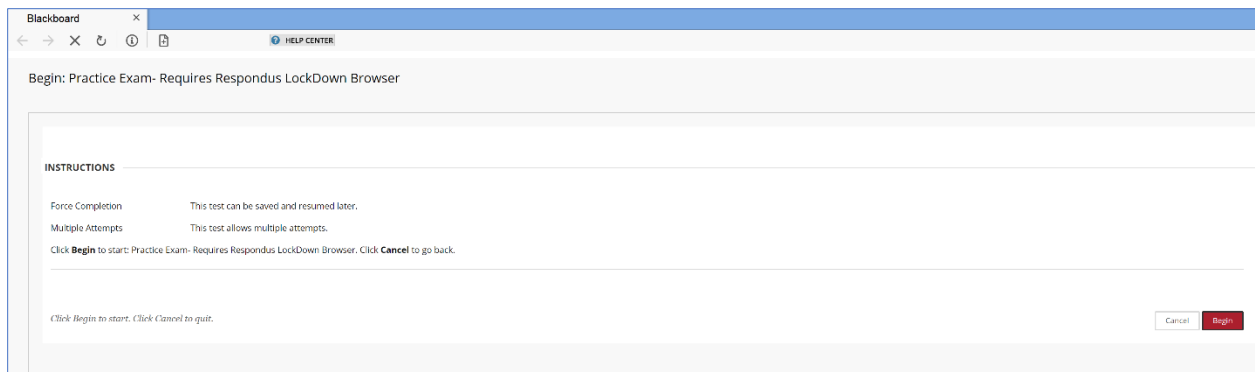 Blackboard
HELP CENTER
Begin: Practice Exam- Requires Respondus LockDown Browser
INSTRUCTIONS
Force Completion This test can be saved and resumed later.
Multiple Attempts This test allows multiple attempts.
Click Begin to start: Practice Exam- Requires Respondus LockDown Browser. Click Cancel to go back.
Click Begin to start. Click Cancel to quit.
Cancel Begin